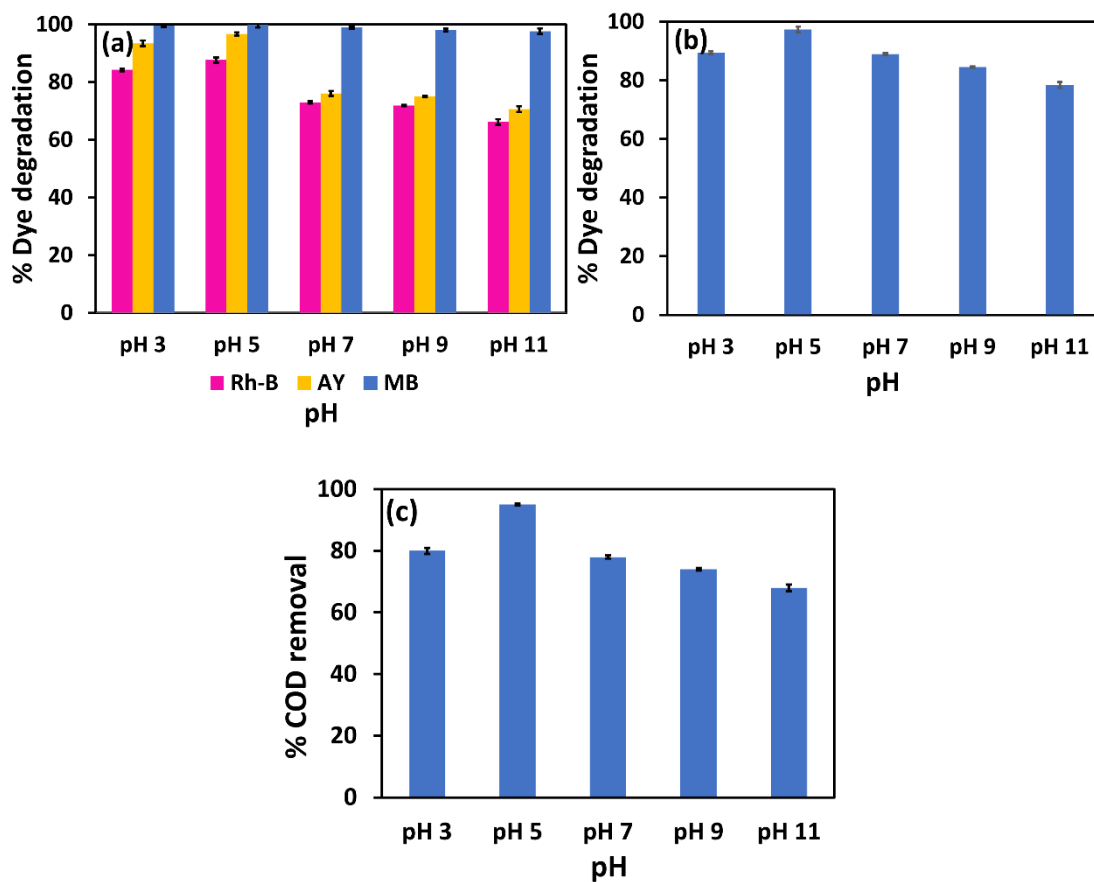 (a)
% Dye degradation
100
80
60
40
20
0
pH 3 pH 5 pH 7 pH 9 pH 11
Rh-B AY MB
pH
(b)
% Dye degradation
100
80
60
40
20
0
pH 3 pH 5 pH 7 pH 9 pH 11
pH
(c)
% COD removal
100
80
60
40
20
0
pH 3 pH 5 pH 7 pH 9 pH 11
pH